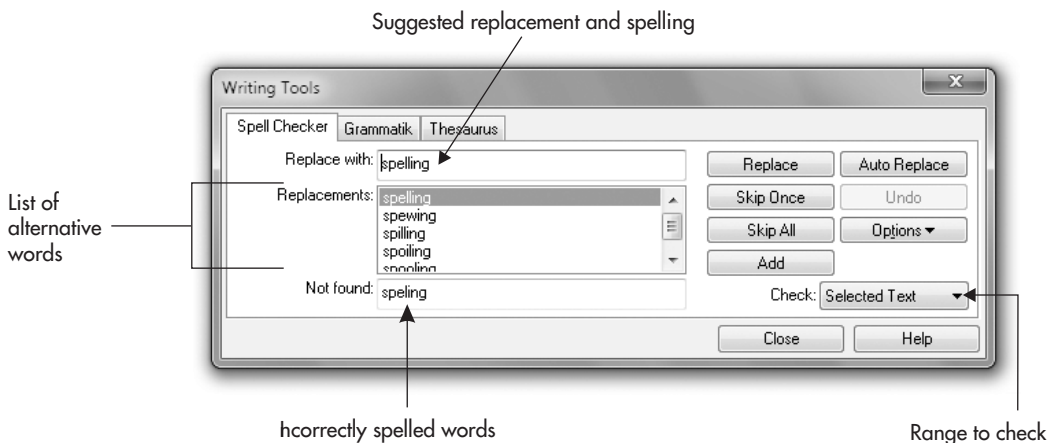 Suggested replacement and spelling
Writing Tools
Spell Checker Grammatik Thesaurus
Replace with: spelling
Replace Auto Replace
List of
alternative
words
Replacements: spelling
spewing
spilling
spoiling
spooling
Skip Once Undo
Skip All Options
Add
Not found: speling
Check: Selected Text
Close Help
hcorrectly spelled words
Range to check